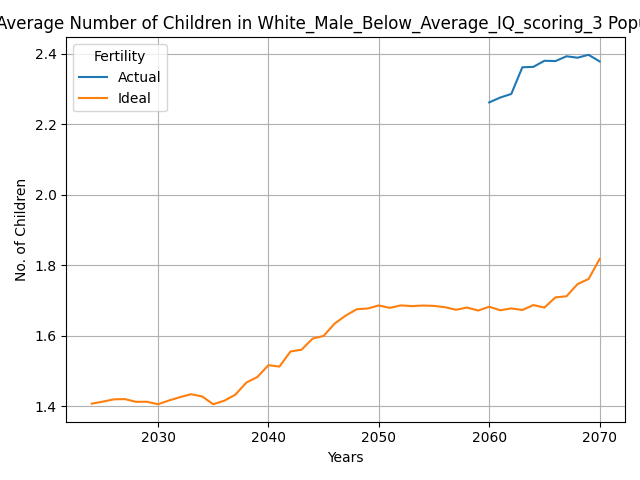 Average Number of Children in White_Male_Below_Average_IQ_scoring_3 Popu
Fertility
Actual
Ideal
2.4
2.2
2.0
1.8
1.6
1.4
No. of Children
2030
2040
2050
2060
2070
Years